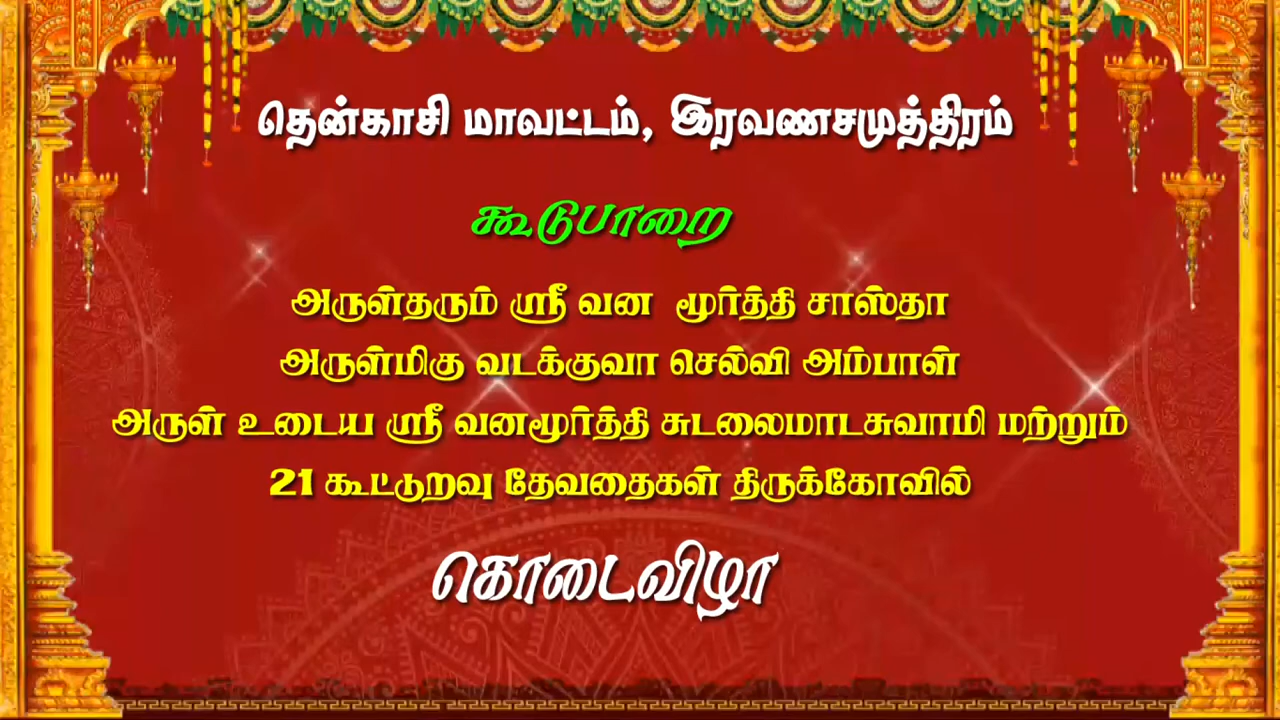 தென்காசி மாவட்டம், இரவணசமுத்திரம்
கூடுபாறை
அருள்தரும் ஸ்ரீ வன மூர்த்தி சாஸ்தா
அருள்மிகு வடக்குவா செல்வி அம்பாள்
அருள் உடைய ஸ்ரீ வனமூர்த்தி சுடலைமாடசுவாமி மற்றும்
21 கூட்டுறவு தேவதைகள் திருக்கோவில்
கொடைவிழா